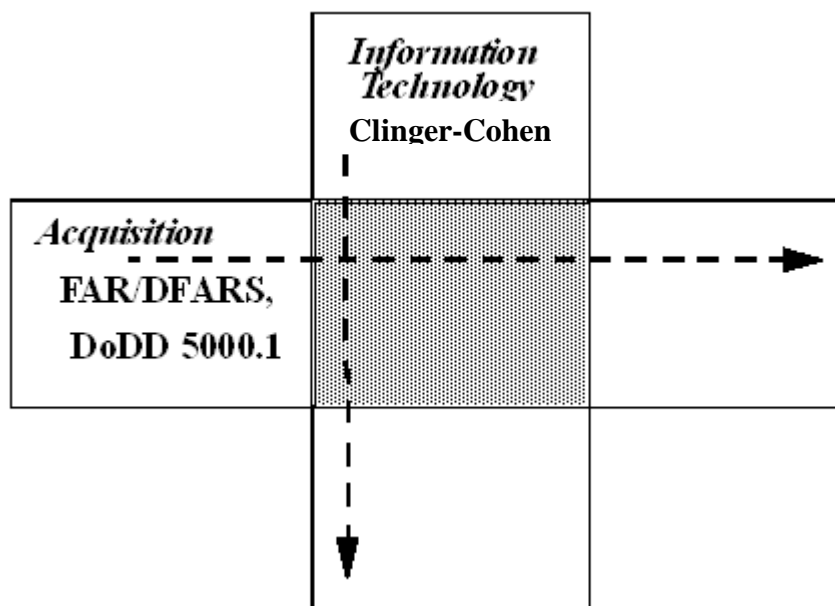 Information
Technology
Clinger-Cohen
Acquisition
FAR/DFARS,
DoDD 5000.1